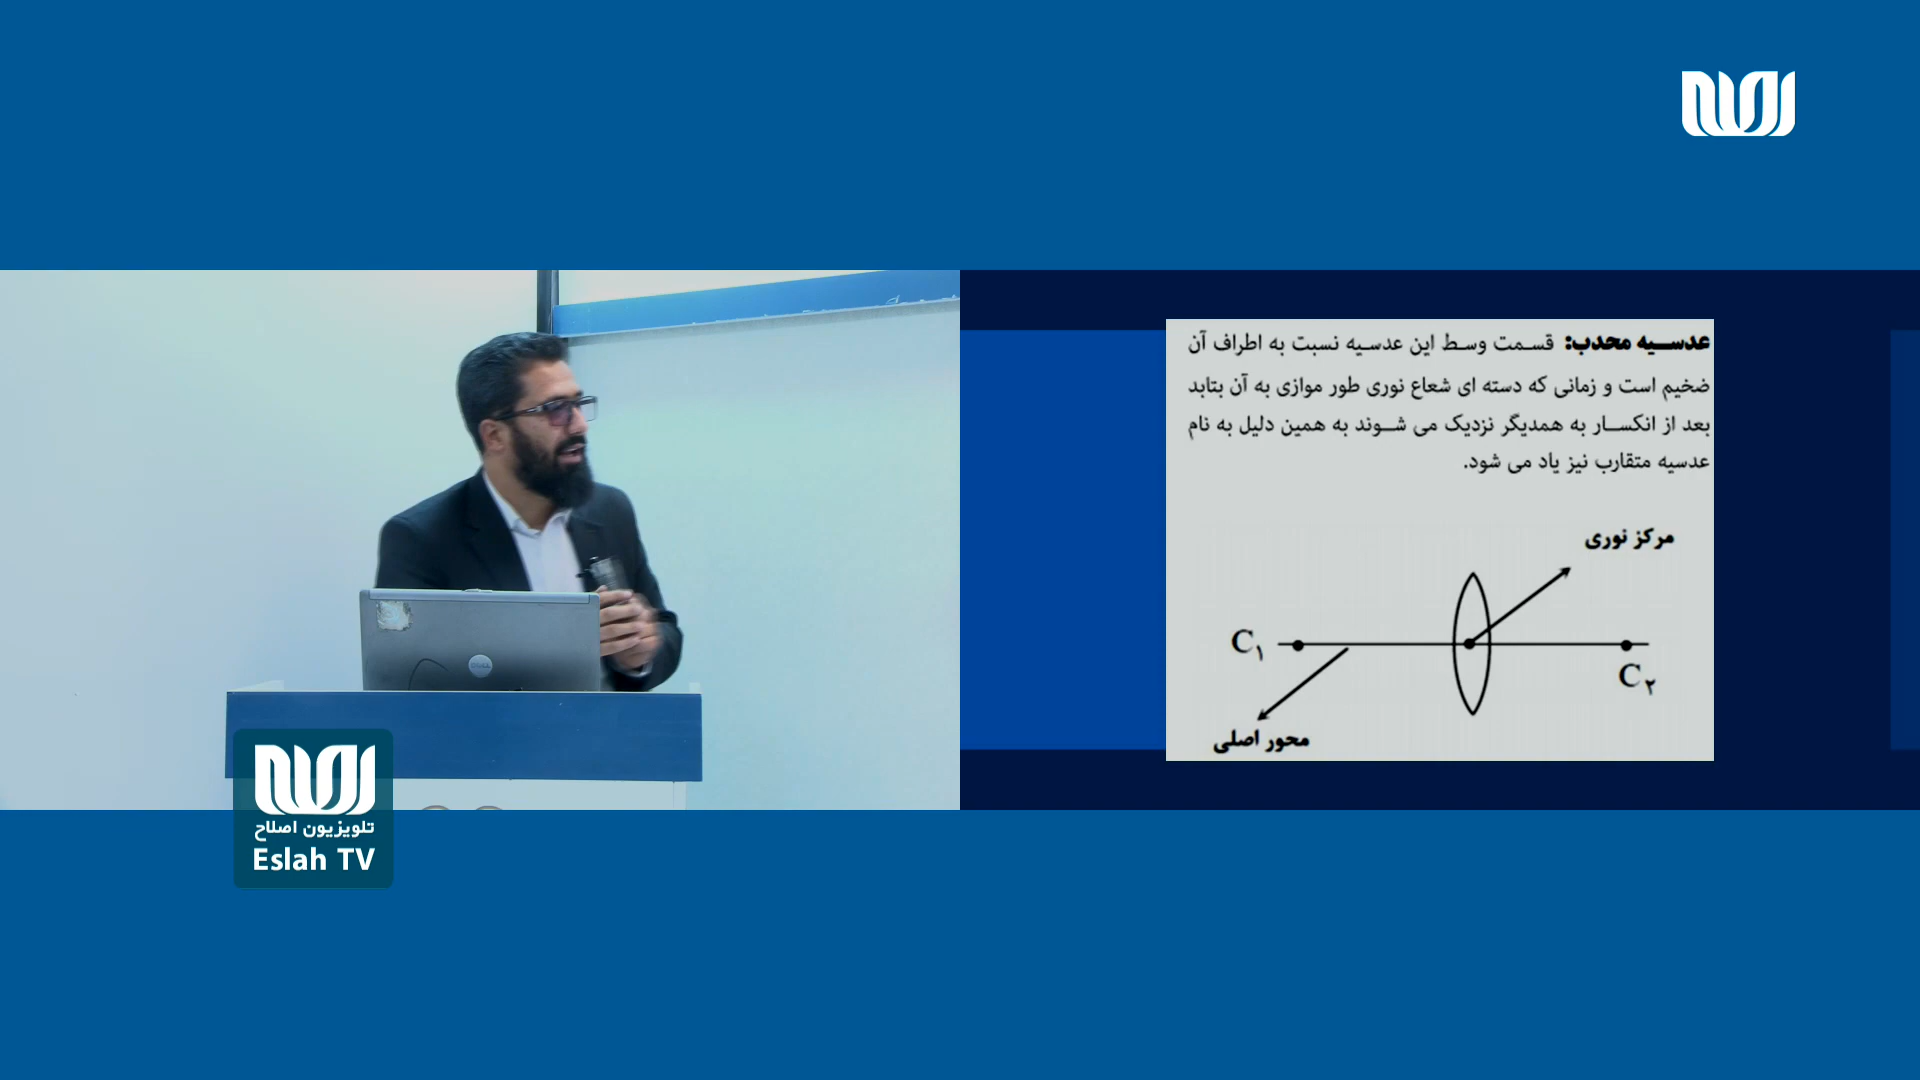 عدسیه محدب: قسمت وسط این عدسیه نسبت به اطراف آن
ضخیم است و زمانی که دسته ای شعاع نوری طور موازی به آن بتابد
بعد از انکسار به همدیگر نزدیک می شوند به همین دلیل به نام
عدسیه متقارب نیز یاد می شود.
مرکز نوری
C۱
C۲
محور اصلی
DELL
تلویزیون اصلاح
Eslah TV